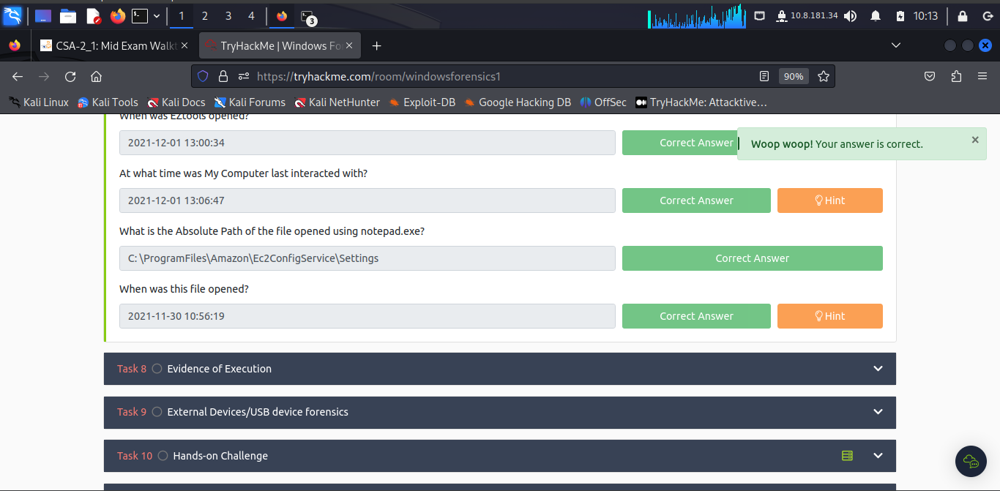 1 2 3 4 3 10.8.181.34 10:13
CSA-2_1: Mid Exam Walkt TryHackMe | Windows Fo
https://tryhackme.com/room/windowsforensics1 90%
Kali Linux Kali Tools Kali Docs Kali Forums Kali NetHunter Exploit-DB Google Hacking DB OffSec TryHackMe: Attacktive…
When was EZtools opened?
2021-12-01 13:00:34 Correct Answer
Woop woop! Your answer is correct.
At what time was My Computer last interacted with?
2021-12-01 13:06:47 Correct Answer Hint
What is the Absolute Path of the file opened using notepad.exe?
C: \ProgramFiles\Amazon\Ec2ConfigService\Settings Correct Answer
When was this file opened?
2021-11-30 10:56:19 Correct Answer Hint
Task 8 Evidence of Execution
Task 9 External Devices/USB device forensics
Task 10 Hands-on Challenge